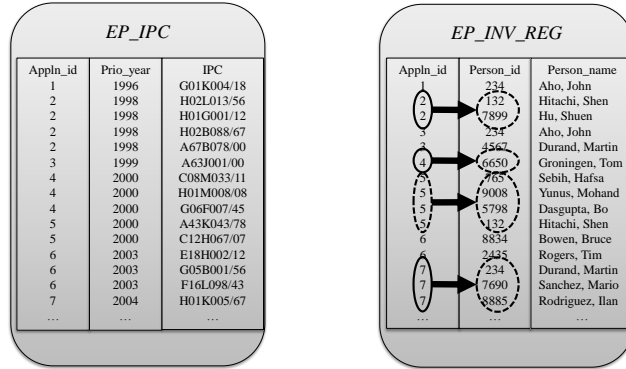 EP_IPC
Appln_id Prio_year IPC
1 1996 G01K004/18
2 1998 H02L013/56
2 1998 H01G001/12
2 1998 H02B088/67
2 1998 A67B078/00
3 1999 A63J001/00
4 2000 C08M033/11
4 2000 H01M008/08
4 2000 G06F007/45
5 2000 A43K043/78
5 2000 C12H067/07
6 2003 E18H002/12
6 2003 G05B001/56
6 2003 F16L098/43
7 2004 H01K005/67
… … …
EP_INV_REG
Appln_id Person_id Person_name
1 234 Aho, John
2 132 Hitachi, Shen
2 7899 Hu, Shuen
3 234 Aho, John
3 4567 Durand, Martin
4 6650 Groningen, Tom
5 765 Sebih, Hafsa
5 9008 Yunus, Mohand
5 5798 Dasgupta, Bo
5 132 Hitachi, Shen
6 8834 Bowen, Bruce
6 2435 Rogers, Tim
7 234 Durand, Martin
7 7690 Sanchez, Mario
7 8885 Rodriguez, Ilan
… … …